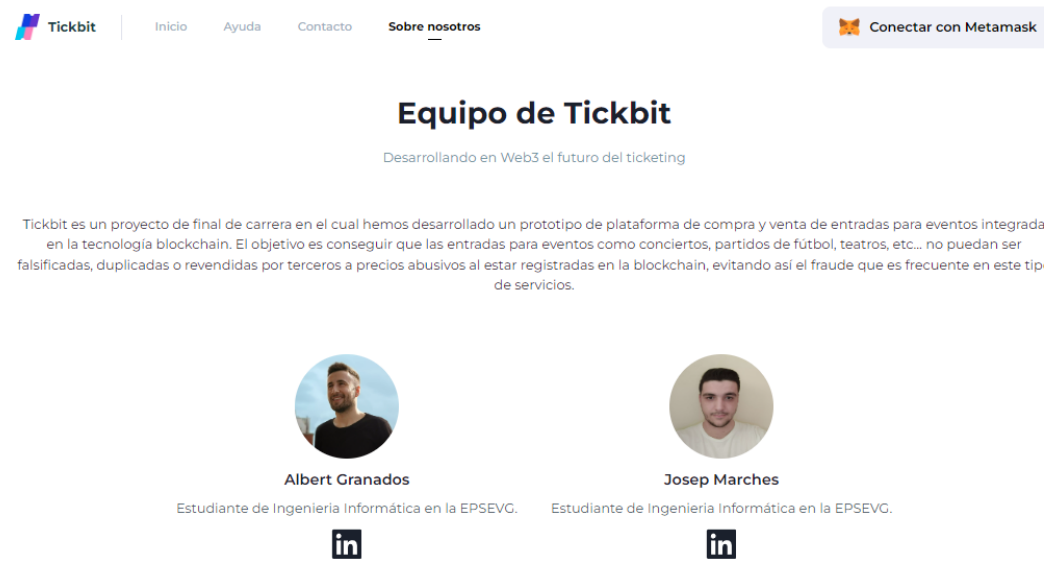 Tickbit
Inicio
Ayuda
Contacto
Sobre nosotros
Conectar con Metamask
Equipo de Tickbit
Desarrollando en Web3 el futuro del ticketing
Tickbit es un proyecto de final de carrera en el cual hemos desarrollado un prototipo de plataforma de compra y venta de entradas para eventos integrada
en la tecnología blockchain. El objetivo es conseguir que las entradas para eventos como conciertos, partidos de fútbol, teatros, etc... no puedan ser
falsificadas, duplicadas o revendidas por terceros a precios abusivos al estar registradas en la blockchain, evitando así el fraude que es frecuente en este tip
de servicios.
Albert Granados
Estudiante de Ingenieria Informática en la EPSEVG.
in
Josep Marches
Estudiante de Ingenieria Informática en la EPSEVG.
in